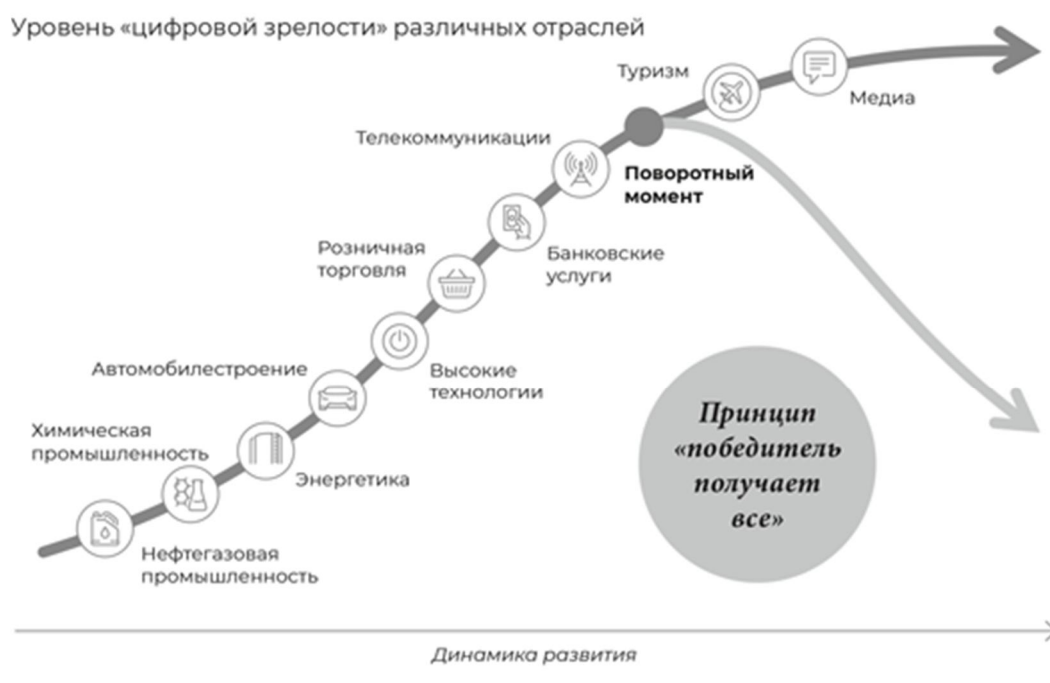 Уровень «цифровой зрелости» различных отраслей
Туризм
Медиа
Телекоммуникации
Поворотный
момент
Розничная
торговля
Банковские
услуги
Автомобилестроение
Высокие
технологии
Химическая
промышленность
Энергетика
Нефтегазовая
промышленность
Принцип
«победитель
получает
все»
Динамика развития